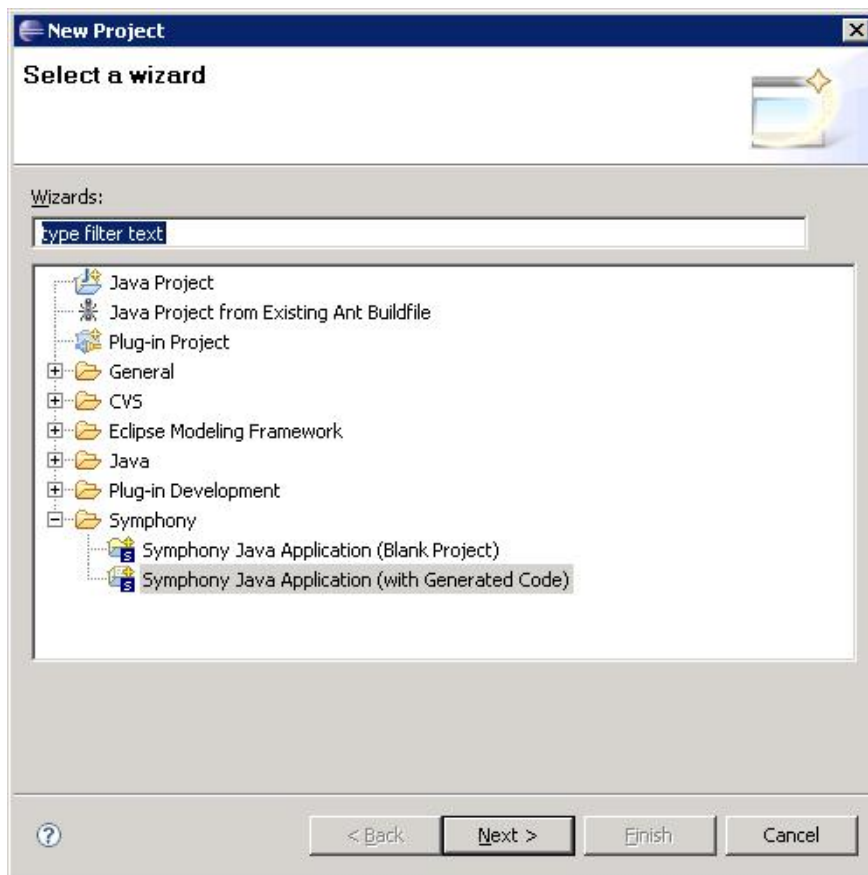 New Project
Select a wizard
Wizards:
type filter text
Java Project
Java Project from Existing Ant Buildfile
Plug-in Project
General
CVS
Eclipse Modeling Framework
Java
Plug-in Development
Symphony
Symphony Java Application (Blank Project)
Symphony Java Application (with Generated Code)
< Back Next > Finish Cancel